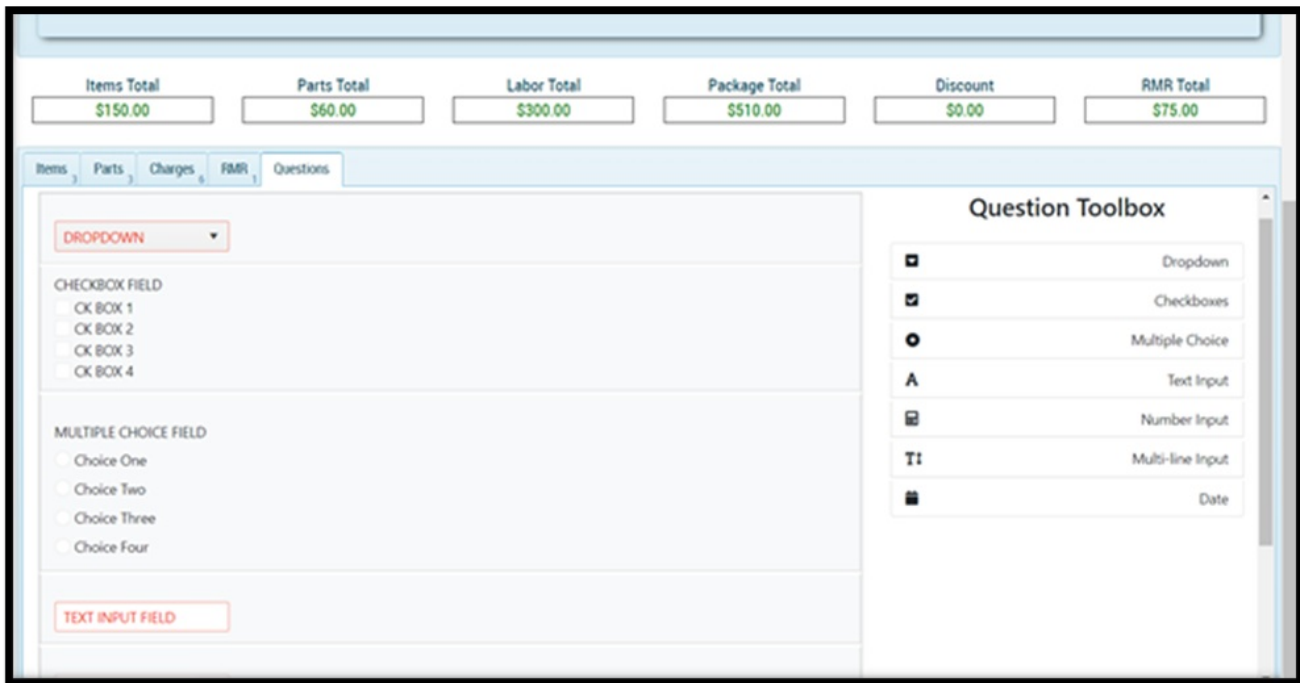 Items Total Parts Total Labor Total Package Total Discount RMR Total
$150.00 $60.00 $300.00 $510.00 $0.00 $75.00
Items 3 Parts 3 Charges 6 RMR 1 Questions
DROPDOWN
CHECKBOX FIELD
CK BOX 1
CK BOX 2
CK BOX 3
CK BOX 4
MULTIPLE CHOICE FIELD
Choice One
Choice Two
Choice Three
Choice Four
TEXT INPUT FIELD
Question Toolbox
Dropdown
Checkboxes
Multiple Choice
A Text Input
Number Input
T Multi-line Input
Date